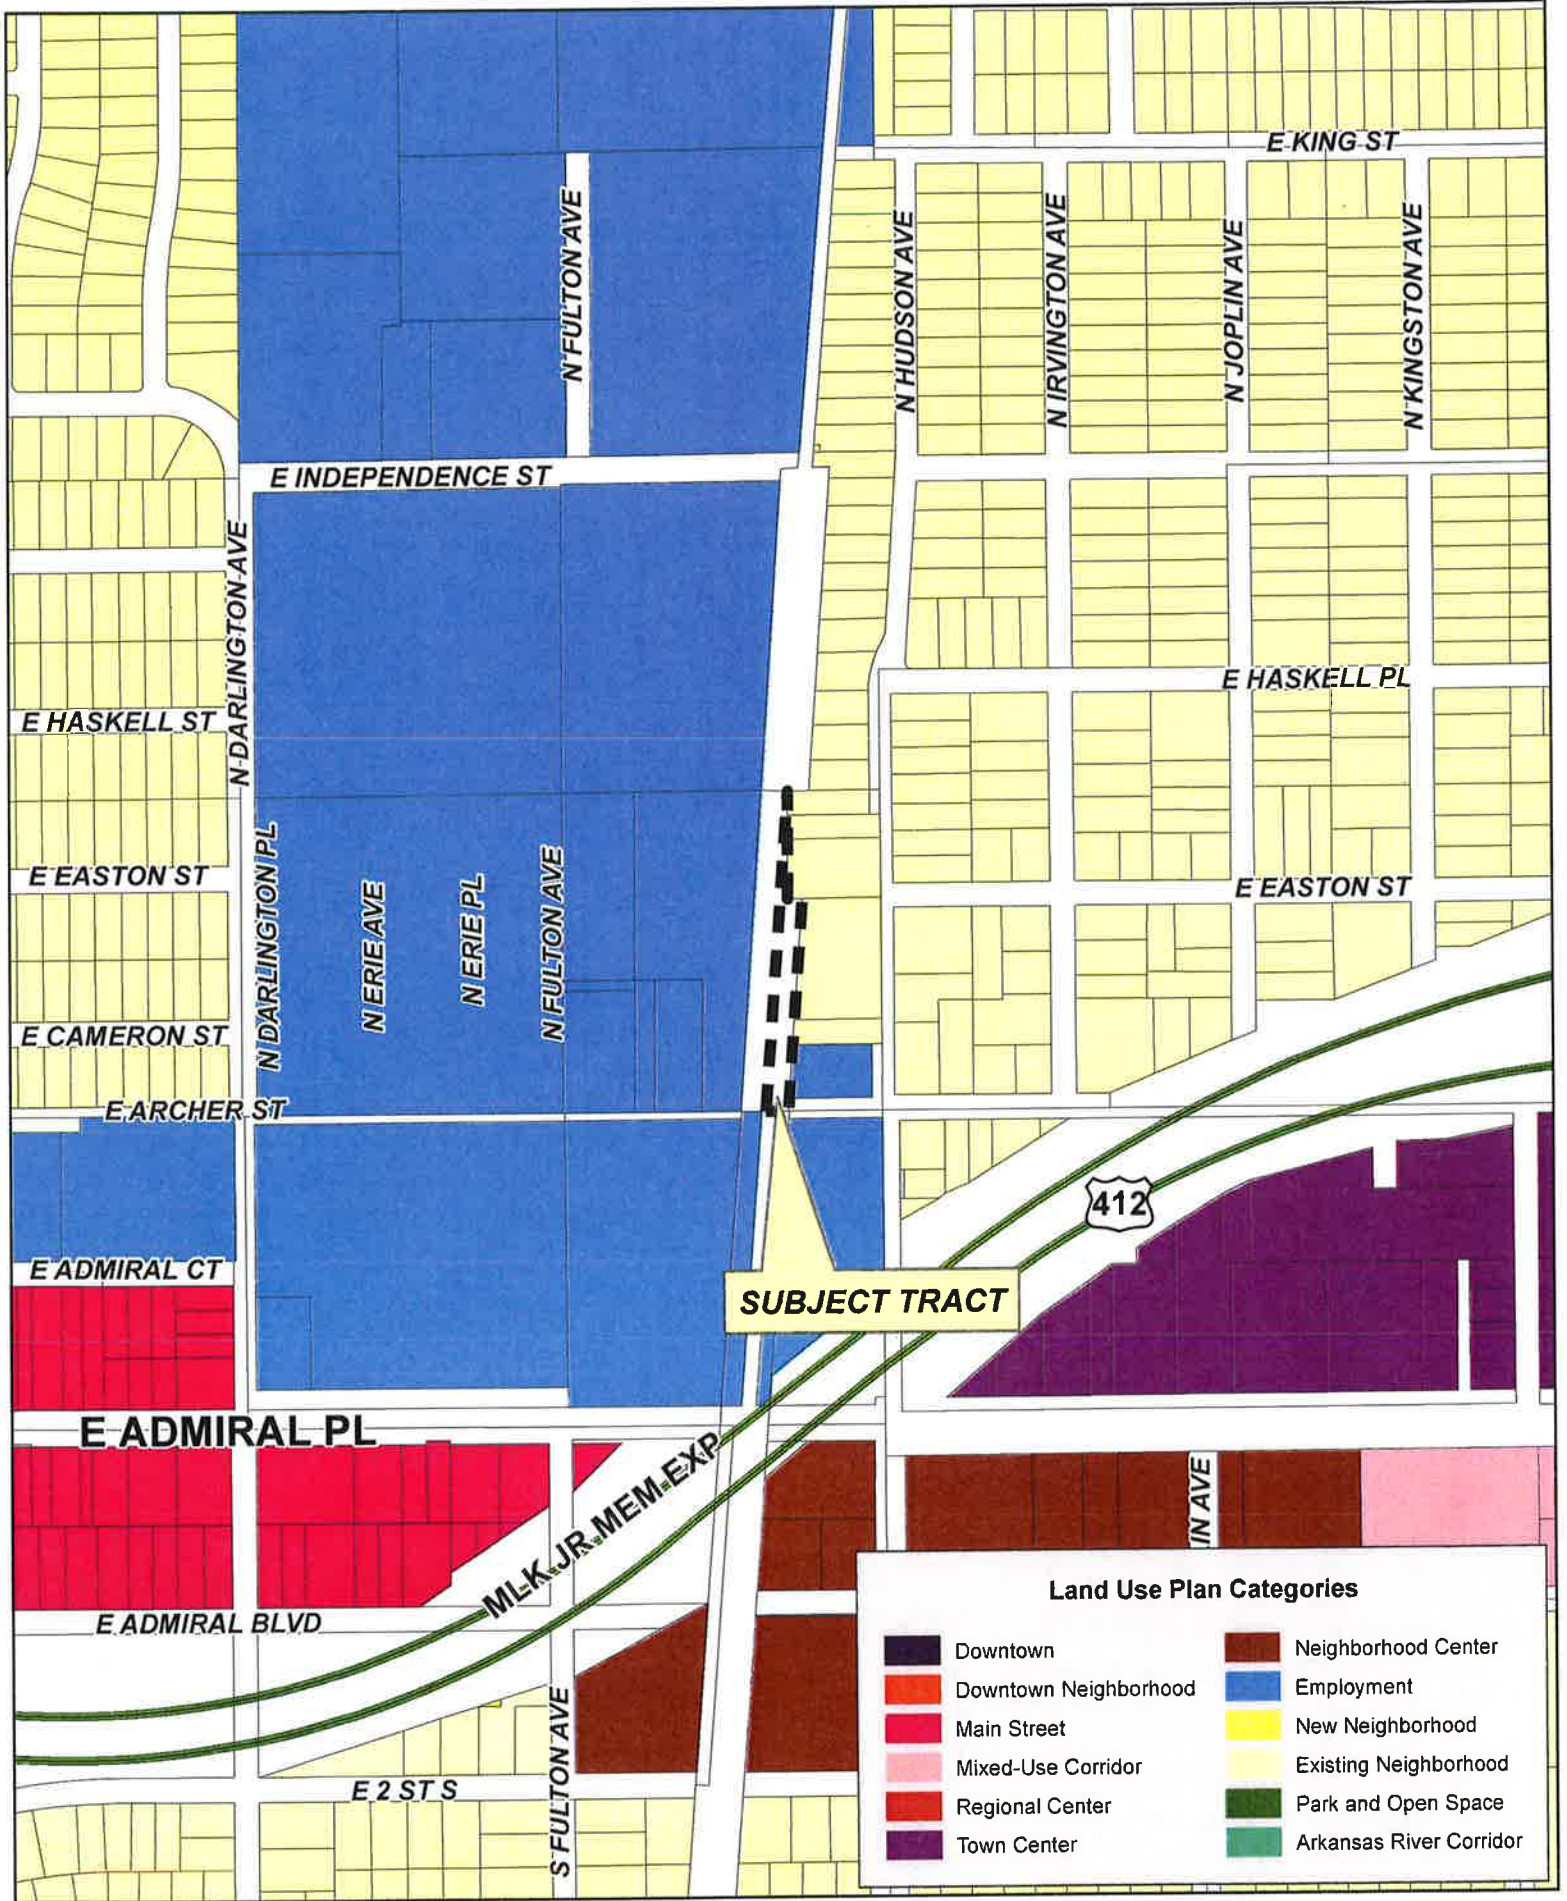 E KING ST
N FULTON AVE
N HUDSON AVE
N IRVINGTON AVE
N JOPLIN AVE
N KINGSTON AVE
E INDEPENDENCE ST
N DARLINGTON AVE
E HASKELL PL
E HASKELL ST
E EASTON ST
E EASTON ST
N DARLINGTON PL
N ERIE AVE
N ERIE PL
N FULTON AVE
E CAMERON ST
E ARCHER ST
412
E ADMIRAL CT
SUBJECT TRACT
E ADMIRAL PL
MLK JR MEM EXP
IN AVE
E ADMIRAL BLVD
S FULTON AVE
E 2 ST S
Land Use Plan Categories
Downtown
Downtown Neighborhood
Main Street
Mixed-Use Corridor
Regional Center
Town Center
Neighborhood Center
Employment
New Neighborhood
Existing Neighborhood
Park and Open Space
Arkansas River Corridor